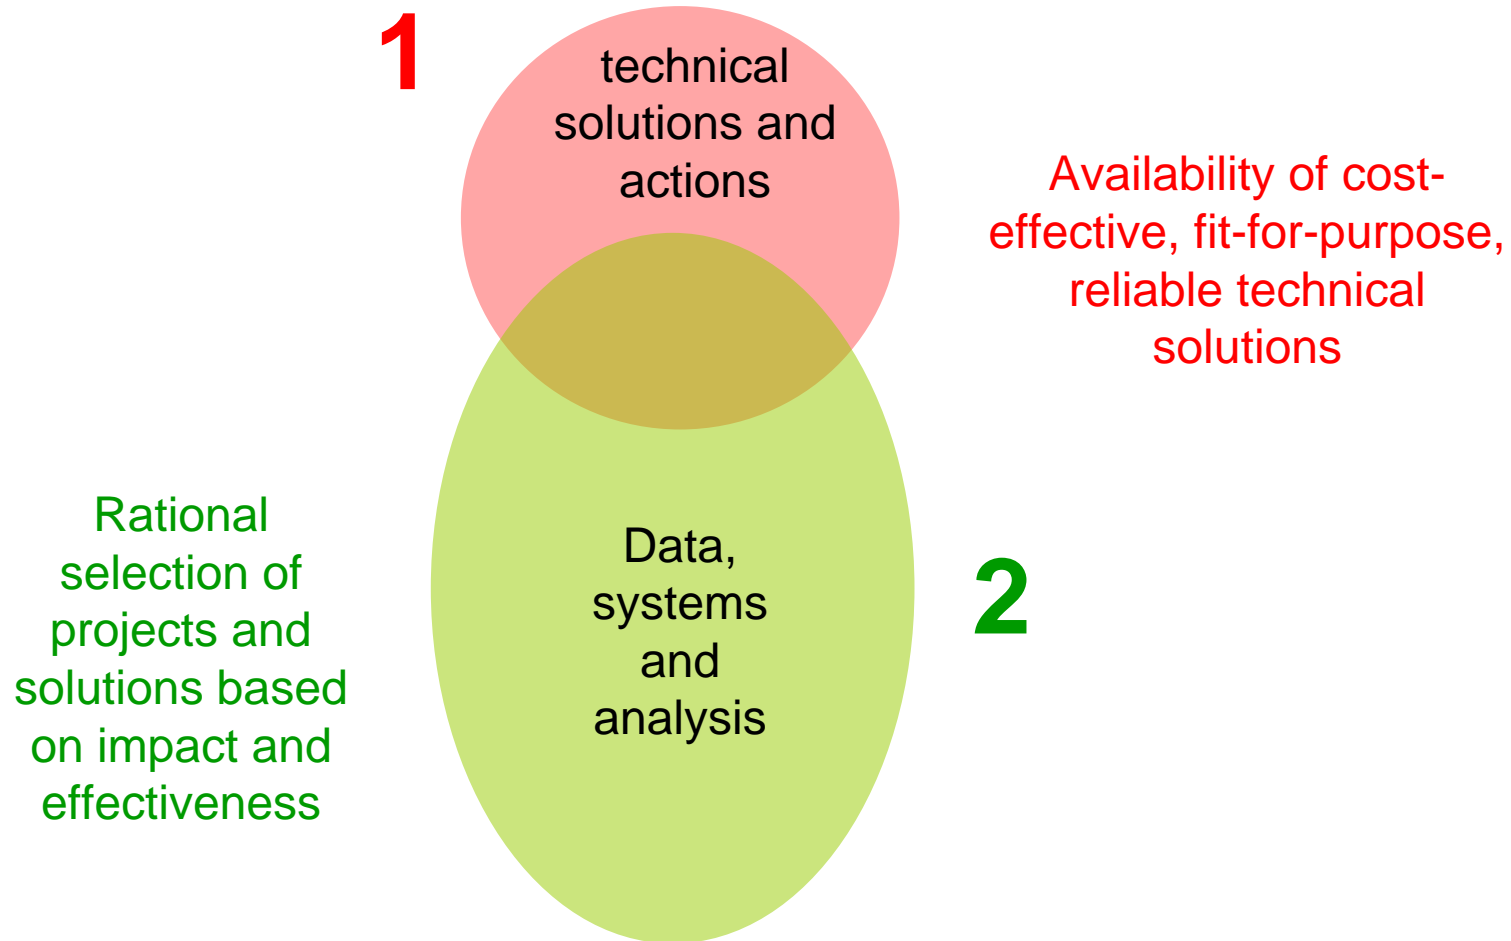 1
technical
solutions and
actions
Availability of cost-
effective, fit-for-purpose,
reliable technical
solutions
Rational
selection of
projects and
solutions based
on impact and
effectiveness
Data,
systems
and
analysis
2